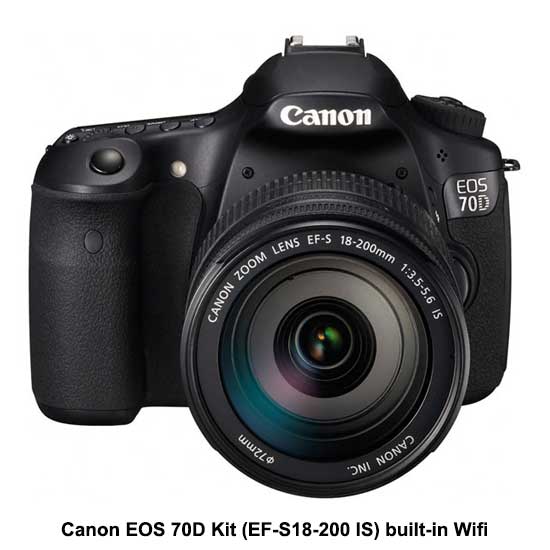 Canon
EOS
70D
CANON ZOOM LENS EF-S 18-200mm 1:3.5-5.6 IS
CANON INC.
ø72mm
Canon EOS 70D Kit (EF-S18-200 IS) built-in Wifi